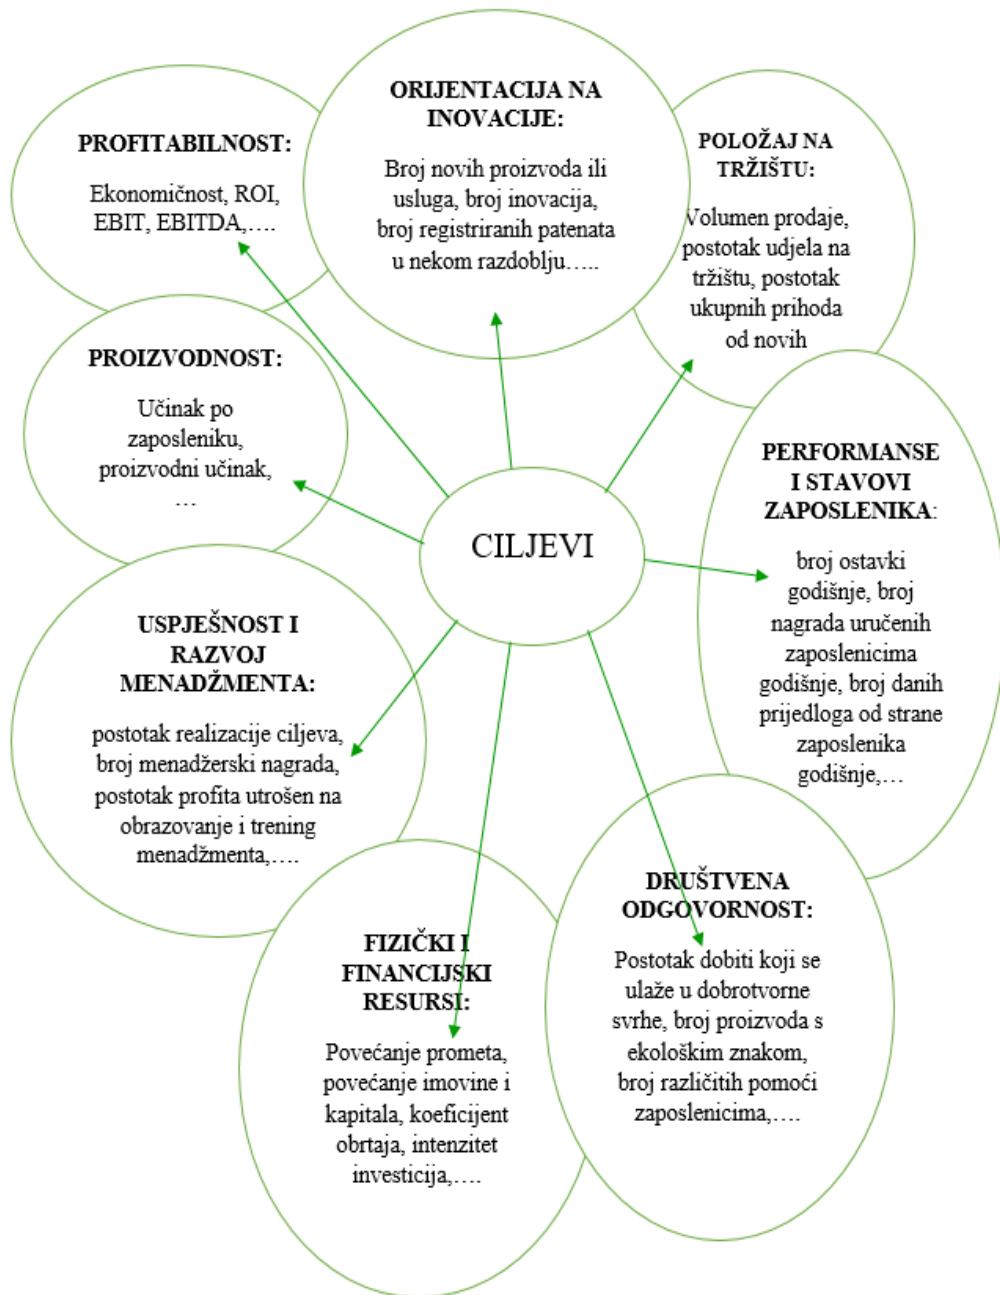 ORIJENTACIJA NA
INOVACIJE:
Broj novih proizvoda ili
usluga, broj inovacija,
broj registriranih patenata
u nekom razdoblju…..
PROFITABILNOST:
Ekonomičnost, ROI,
EBIT, EBITDA,….
POLOŽAJ NA
TRŽIŠTU:
Volumen prodaje,
postotak udjela na
tržištu, postotak
ukupnih prihoda
od novih
PROIZVODNOST:
Učinak po
zaposleniku,
proizvodni učinak,
…
CILJEVI
PERFORMANSE
I STAVOVI
ZAPOSLENIKA:
broj ostavki
godišnje, broj
nagrada uručenih
zaposlenicima
godišnje, broj danih
prijedloga od strane
zaposlenika
godišnje,…
USPJEŠNOST I
RAZVOJ
MENADŽMENTA:
postotak realizacije ciljeva,
broj menadžerski nagrada,
postotak profita utrošen na
obrazovanje i trening
menadžmenta,….
FIZIČKI I
FINANCIJSKI
RESURSI:
Povećanje prometa,
povećanje imovine i
kapitala, koeficijent
obrtaja, intenzitet
investicija,….
DRUŠTVENA
ODGOVORNOST:
Postotak dobiti koji se
ulaže u dobrotvorne
svrhe, broj proizvoda s
ekološkim znakom,
broj različitih pomoći
zaposlenicima,….